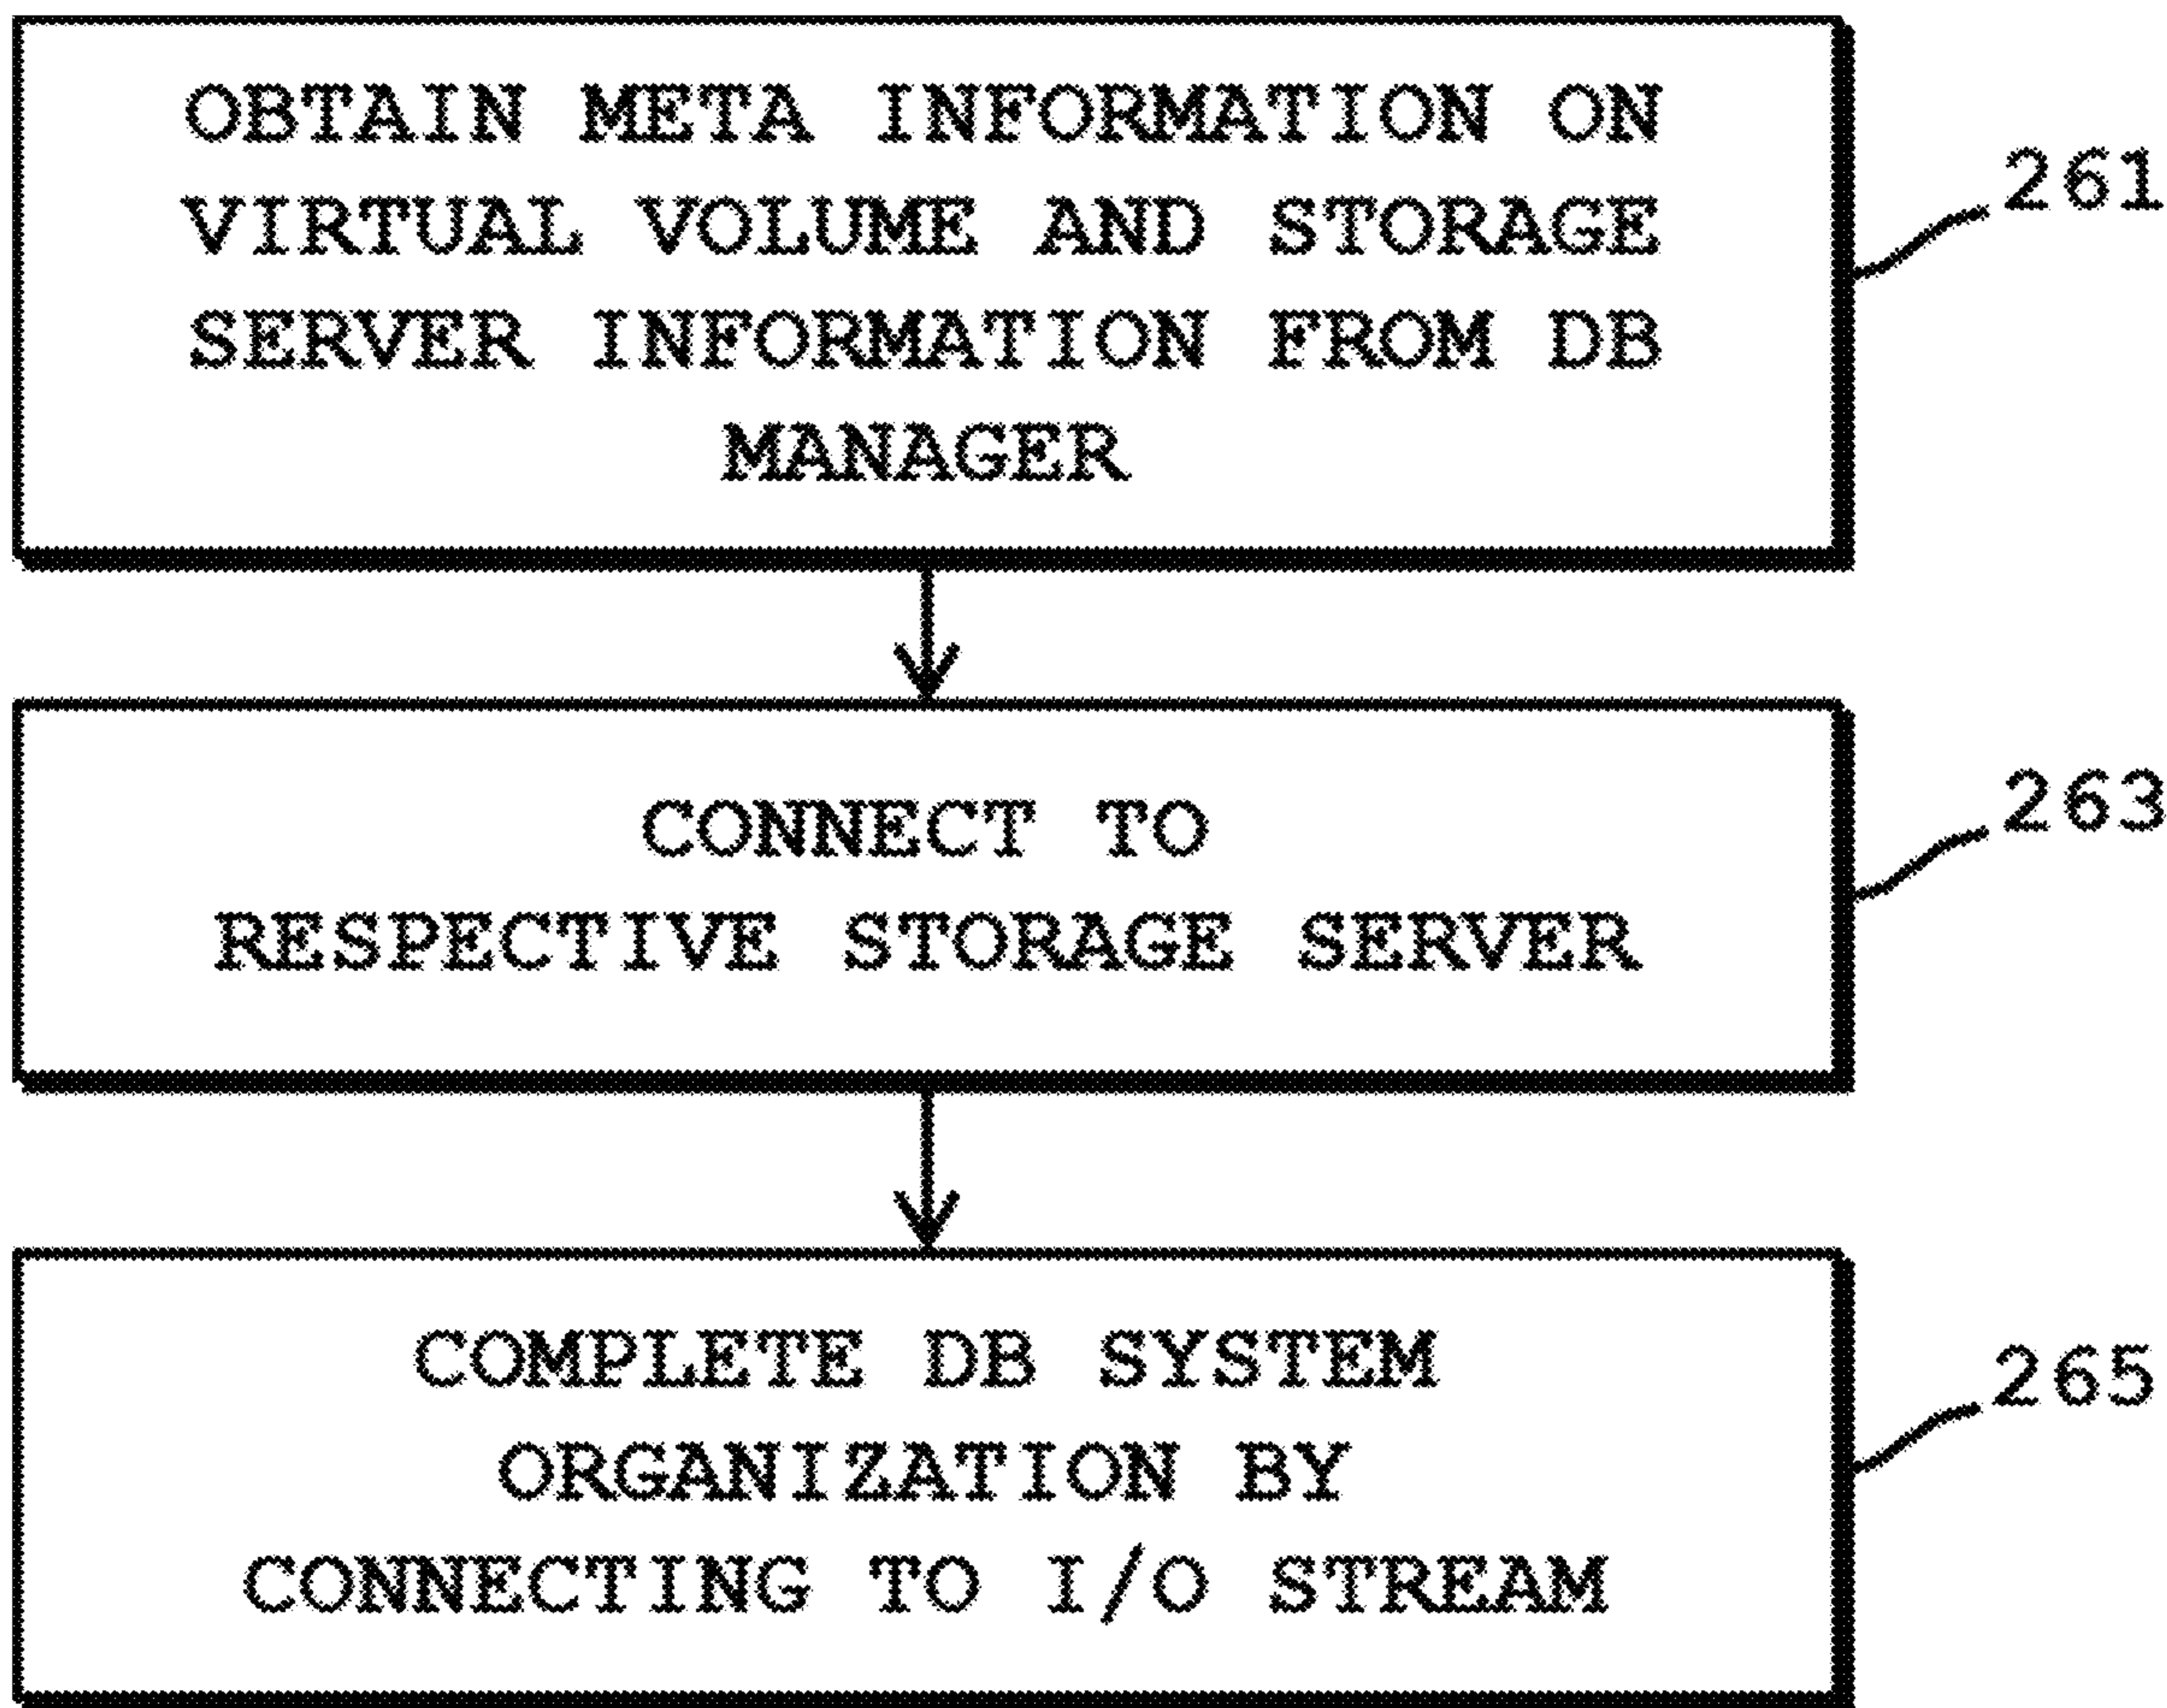 OBTAIN META INFORMATION ON
VIRTUAL VOLUME AND STORAGE
SERVER INFORMATION FROM DB
MANAGER
261
CONNECT TO
RESPECTIVE STORAGE SERVER
263
COMPLETE DB SYSTEM
ORGANIZATION BY
CONNECTING TO I/O STREAM
265